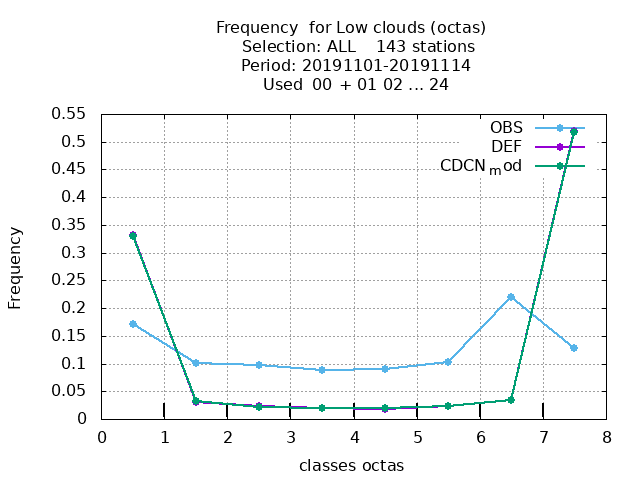 Frequency  for Low clouds (octas)
Selection: ALL    143 stations
Period: 20191101-20191114
Used  00  + 01 02 ... 24
0.55
OBS
0.5
DEF
0.45
CDCN_mod
0.4
0.35
0.3
0.25
0.2
0.15
0.1
0.05
0
Frequency
0 1 2 3 4 5 6 7 8
classes octas